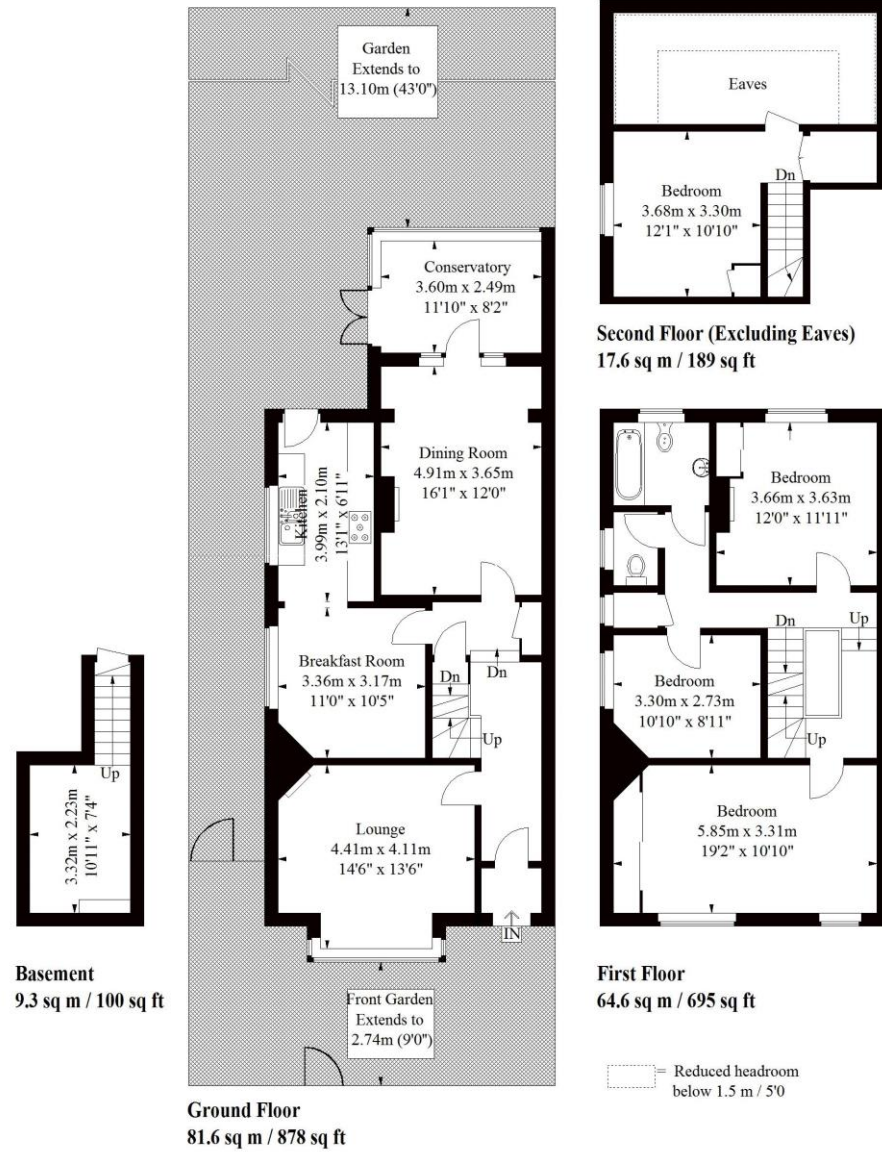 Garden
Extends to
13.10m (43'0")
Conservatory
3.60m x 2.49m
11'10" x 8'2"
Dining Room
4.91m x 3.65m
16'1" x 12'0"
Kitchen
3.99m x 2.10m
13'1" x 6'11"
Breakfast Room
3.36m x 3.17m
11'0" x 10'5"
Dn
Dn
Up
Lounge
4.41m x 4.11m
14'6" x 13'6"
IN
Front Garden
Extends to
2.74m (9'0")
Ground Floor
81.6 sq m / 878 sq ft
Up
3.32m x 2.23m
10'11" x 7'4"
Basement
9.3 sq m / 100 sq ft
Eaves
Dn
Bedroom
3.68m x 3.30m
12'1" x 10'10"
Second Floor (Excluding Eaves)
17.6 sq m / 189 sq ft
Bedroom
3.66m x 3.63m
12'0" x 11'11"
Dn
Up
Bedroom
3.30m x 2.73m
10'10" x 8'11"
Up
Bedroom
5.85m x 3.31m
19'2" x 10'10"
First Floor
64.6 sq m / 695 sq ft
= Reduced headroom
below 1.5 m / 5'0